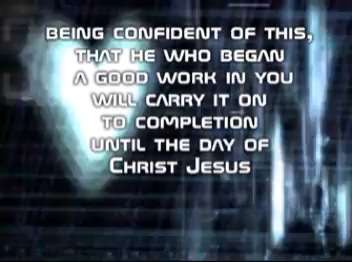 BEING CONFIDENT OF THIS,
THAT HE WHO BEGAN
A GOOD WORK IN YOU
WILL CARRY IT ON
TO COMPLETION
UNTIL THE DAY OF
CHRIST JESUS